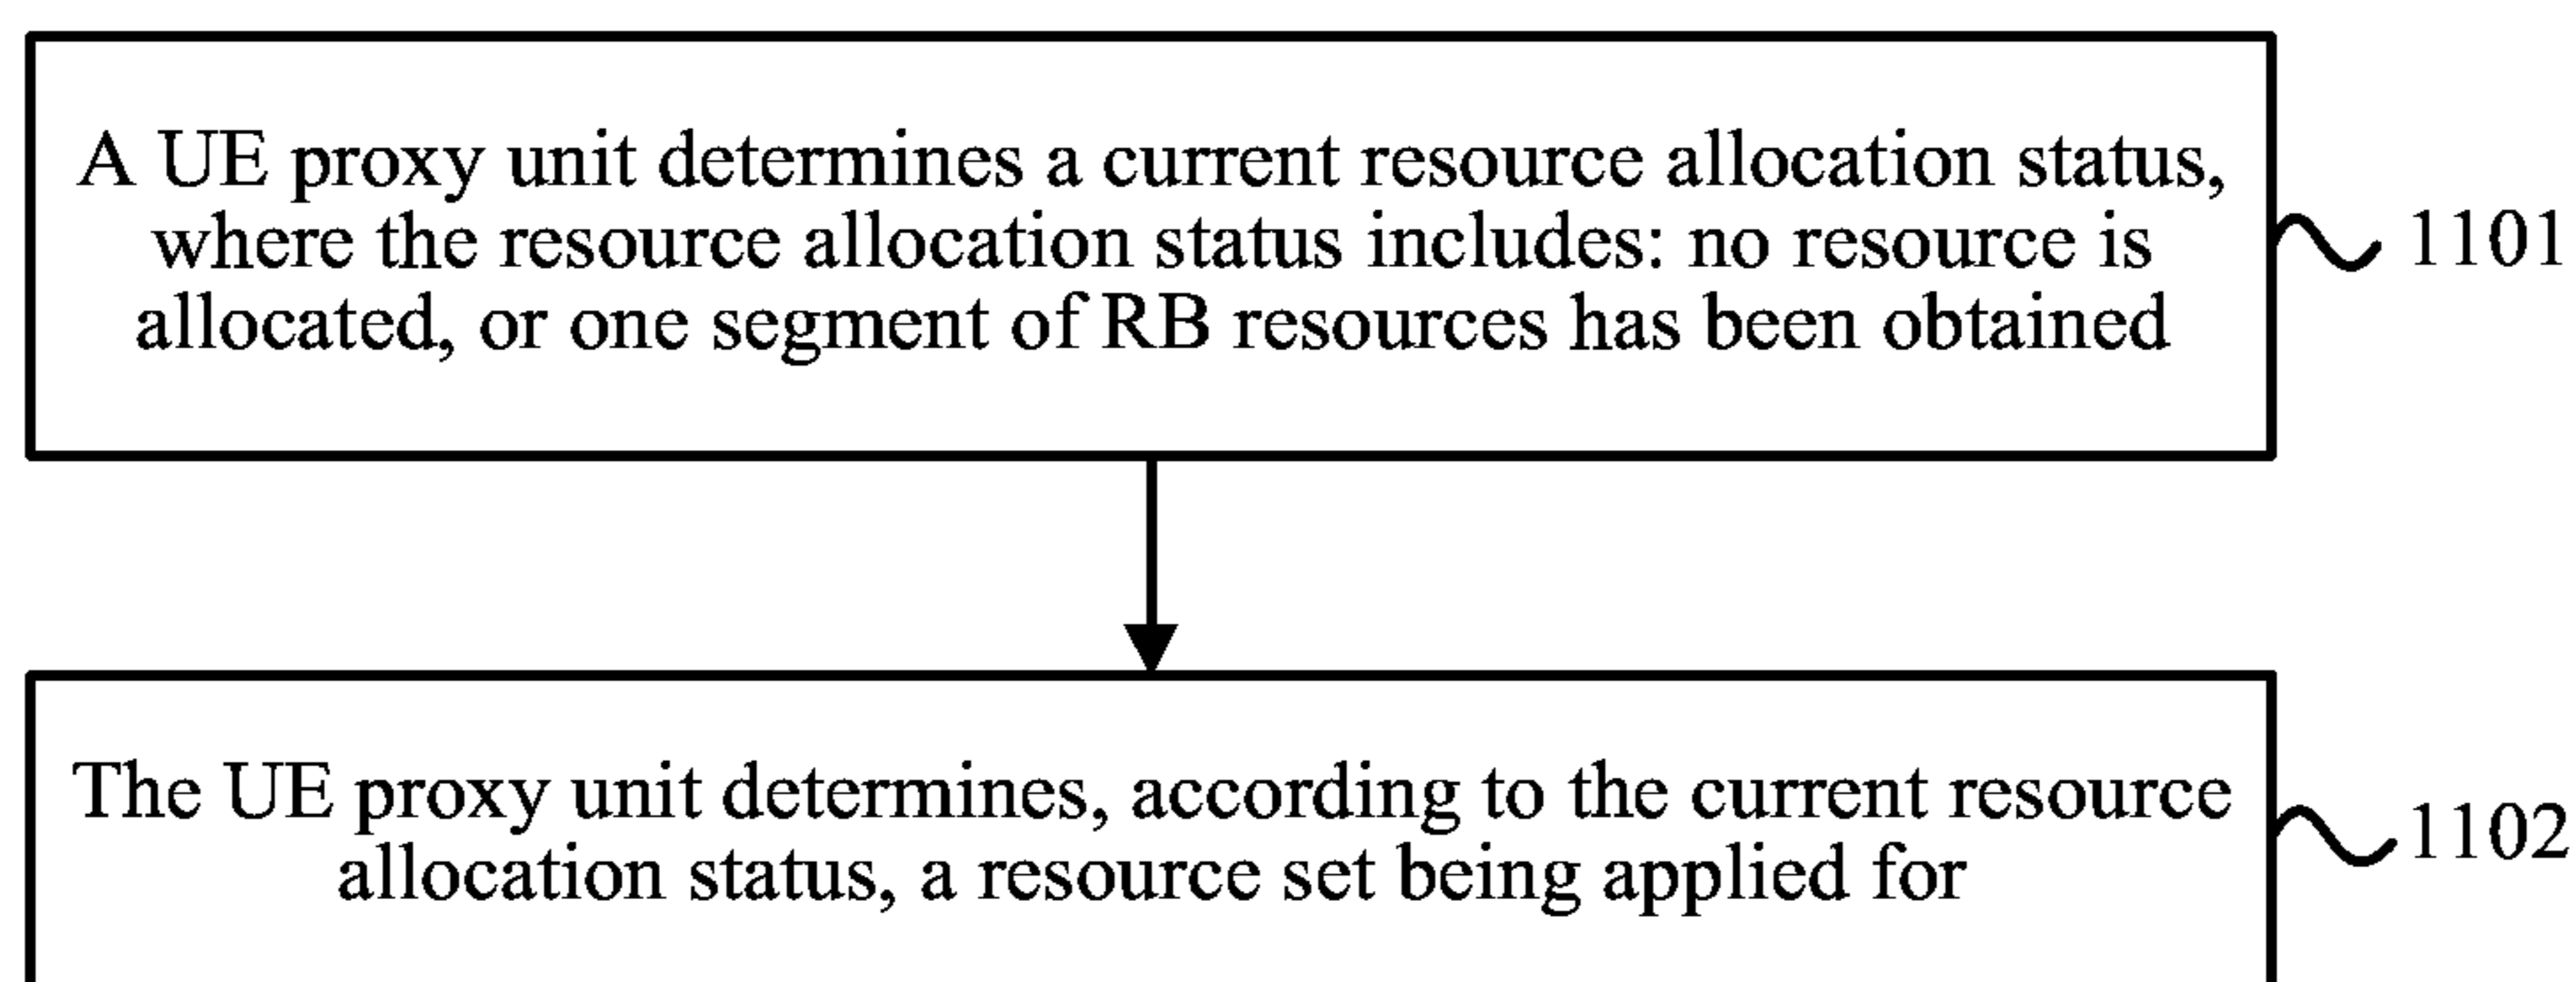 A UE proxy unit determines a current resource allocation status,
where the resource allocation status includes: no resource is
allocated, or one segment of RB resources has been obtained
1101
The UE proxy unit determines, according to the current resource
allocation status, a resource set being applied for
1102